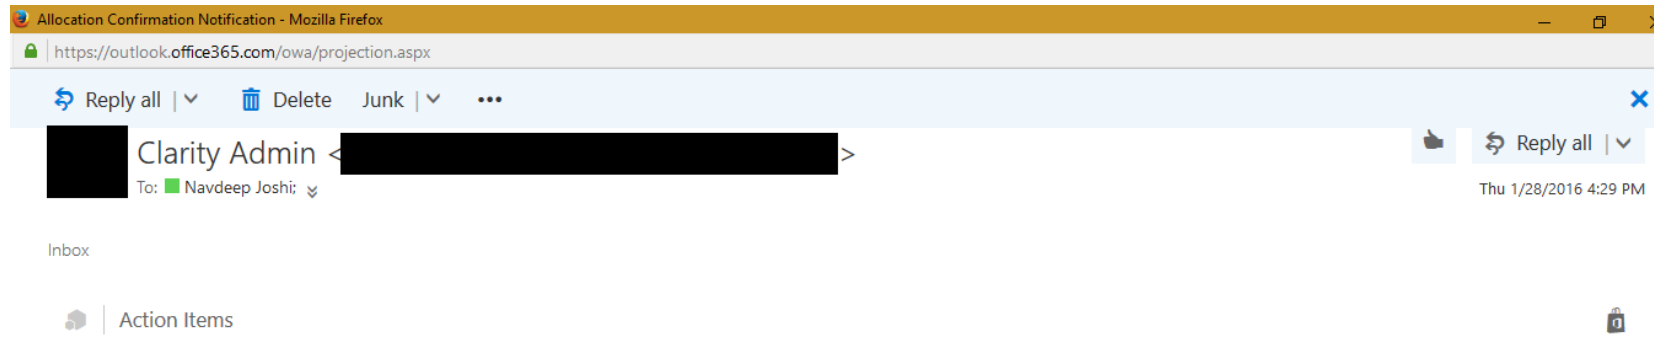 Allocation Confirmation Notification - Mozilla Firefox
https://outlook.office365.com/owa/projection.aspx
Reply all | Delete Junk | •••
Clarity Admin < >
Reply all |
To: Navdeep Joshi;
Thu 1/28/2016 4:29 PM
Inbox
Action Items